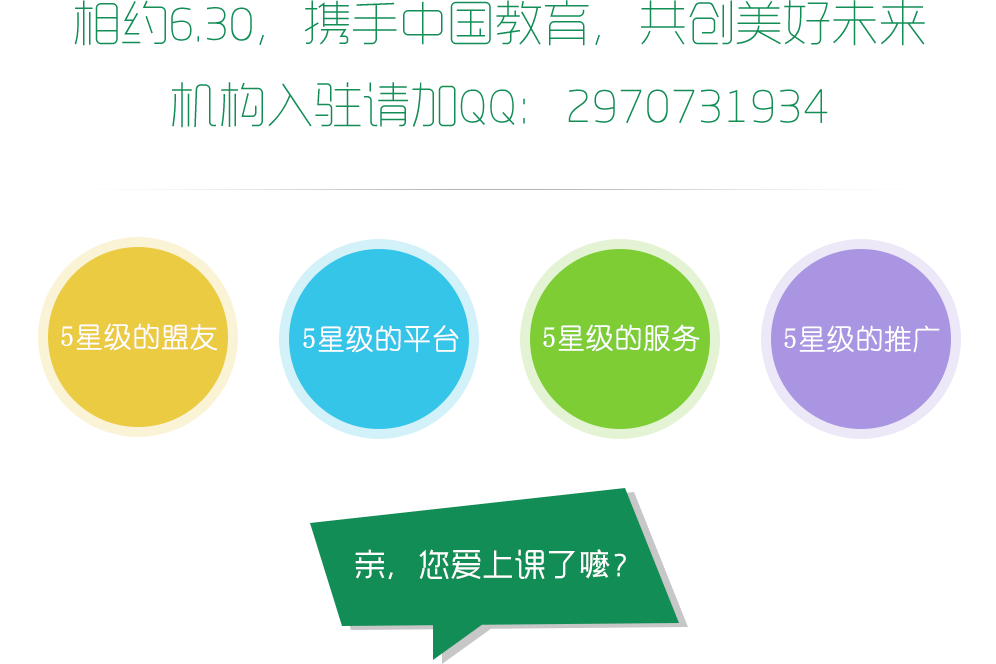 相约6.30，携手中国教育，共创美好未来
机构入驻请加QQ：2970731934
5星级的盟友
5星级的平台
5星级的服务
5星级的推广
亲，您爱上课了嚒？